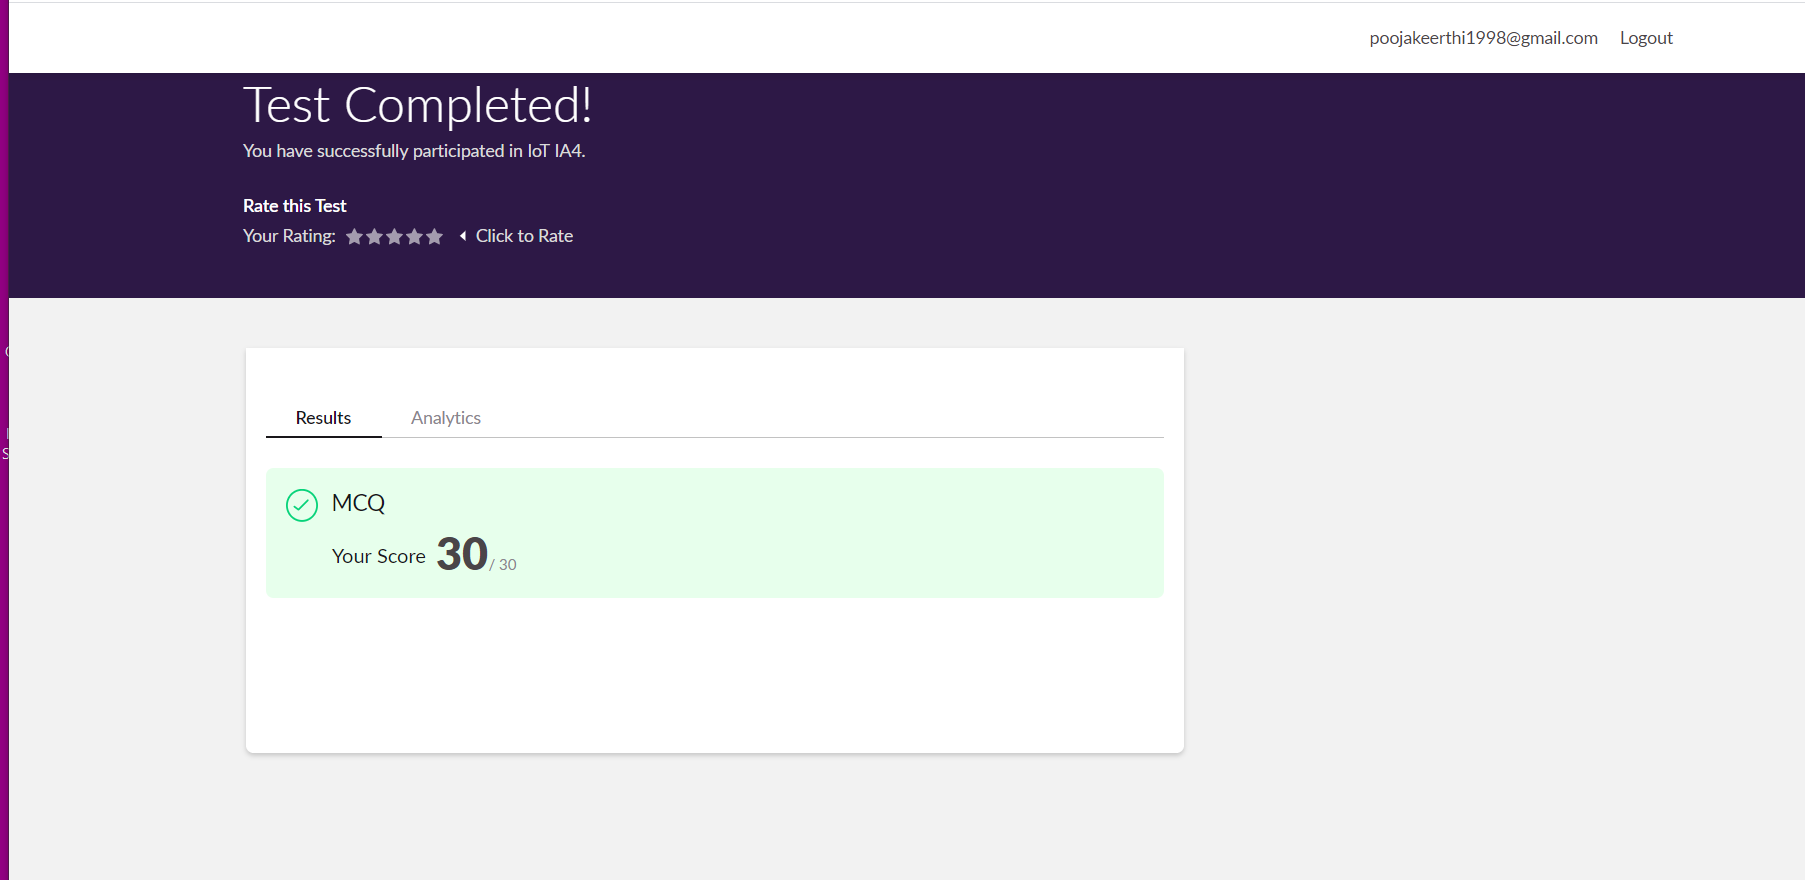 poojakeerthi1998@gmail.com Logout
Test Completed!
You have successfully participated in IoT IA4.
Rate this Test
Your Rating: Click to Rate
Results Analytics
MCQ
Your Score 30 / 30